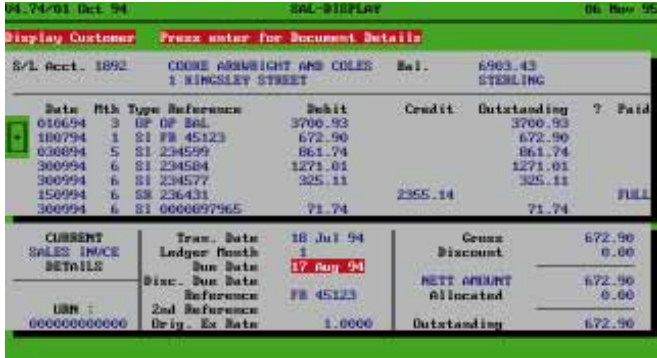 04.74/01 Oct 94 SAL-DISPLAY 06 Nov 95
Display Customer Press enter for Document Details
S/L Acct. 1892 COOKE ARKWRIGHT AND COLES Bal. 6903.43
1 KINGSLEY STREET STERLING
Date Mth Type Reference Debit Credit Outstanding ? Paid
010694 3 OP OP BAL 3700.93 3700.93
180794 1 SI FR 45123 672.90 672.90
030894 5 SI 234599 861.74 861.74
300994 6 SI 234584 1271.01 1271.01
300994 6 SI 234577 325.11 325.11
150994 6 SR 236431 2355.14 FULL
300994 6 SI 0000897965 71.74 71.74
CURRENT Tran. Date 18 Jul 94 Gross 672.90
SALES INVCE Ledger Month 1 Discount 0.00
DETAILS Due Date 17 Aug 94
Disc. Due Date NETT AMOUNT 672.90
Reference FR 45123 Allocated 0.00
URN : 2nd Reference
000000000000 Orig. Ex Rate 1.0000 Outstanding 672.90